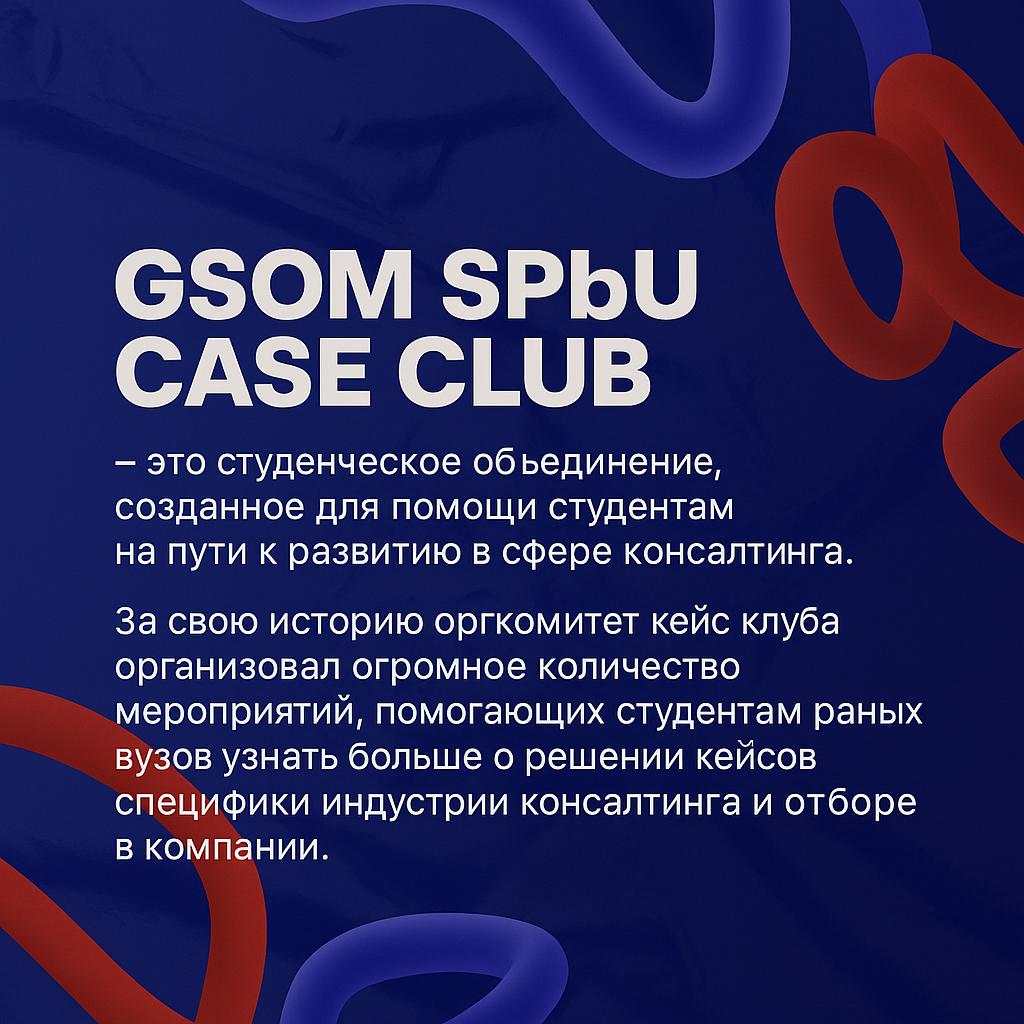 GSOM SPbU
CASE CLUB
– это студенческое обьединение,
созданное для помощи студентам
на пути к развитию в сфере консалтинга.
За свою историю оргкомитет кейс клуба
организовал огромное количество
мероприятий, помогающих студентам раных
вузов узнать больше о решении кейсов
специфики индустрии консалтинга и отборе
в компании.